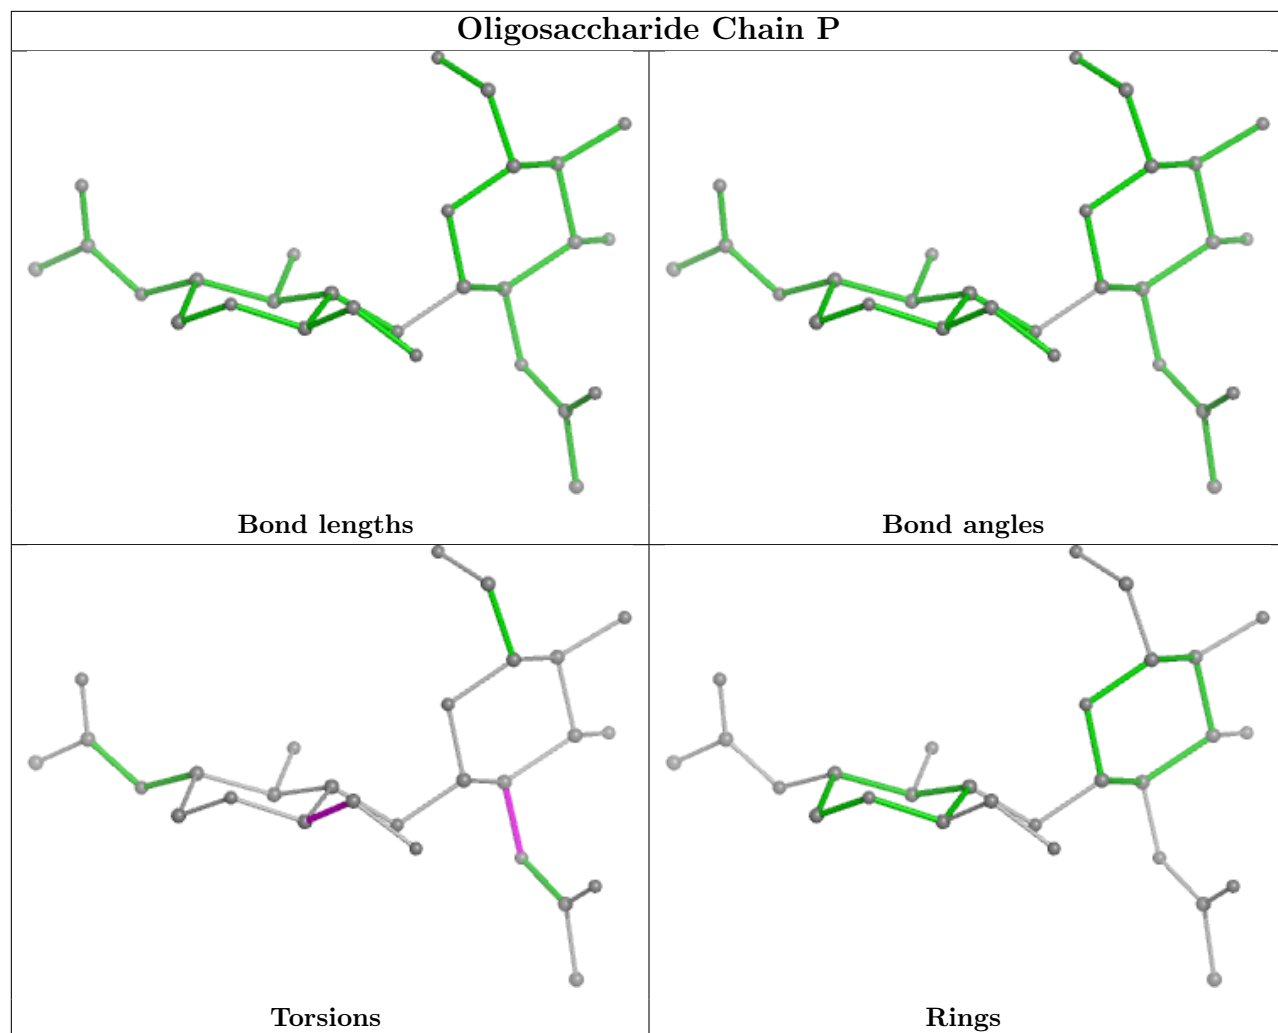 Oligosaccharide Chain P
Bond lengths
Bond angles
Torsions
Rings